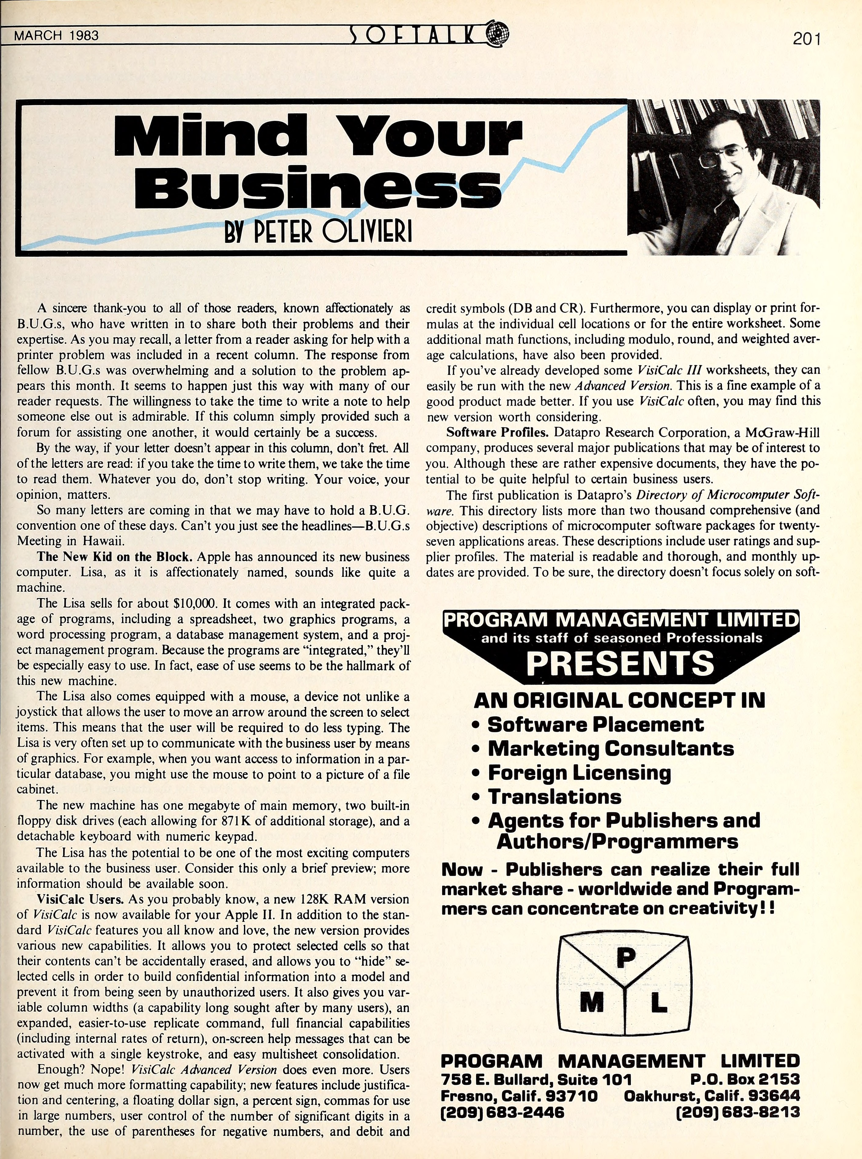 MARCH 1983
SOFTALK
201
Mind Your
Business
BY PETER OLIVIERI
A sincere thank-you to all of those readers, known affectionately as
B.U.G.s, who have written in to share both their problems and their
expertise. As you may recall, a letter from a reader asking for help with a
printer problem was included in a recent column. The response from
fellow B.U.G.s was overwhelming and a solution to the problem ap-
pears this month. It seems to happen just this way with many of our
reader requests. The willingness to take the time to write a note to help
someone else out is admirable. If this column simply provided such a
forum for assisting one another, it would certainly be a success.
By the way, if your letter doesn't appear in this column, don't fret. All
of the letters are read: if you take the time to write them, we take the time
to read them. Whatever you do, don't stop writing. Your voice, your
opinion, matters.
So many letters are coming in that we may have to hold a B.U.G.
convention one of these days. Can't you just see the headlines—B.U.G.s
Meeting in Hawaii.
The New Kid on the Block. Apple has announced its new business
computer. Lisa, as it is affectionately named, sounds like quite a
machine.
The Lisa sells for about $10,000. It comes with an integrated pack-
age of programs, including a spreadsheet, two graphics programs, a
word processing program, a database management system, and a proj-
ect management program. Because the programs are "integrated," they'll
be especially easy to use. In fact, ease of use seems to be the hallmark of
this new machine.
The Lisa also comes equipped with a mouse, a device not unlike a
joystick that allows the user to move an arrow around the screen to select
items. This means that the user will be required to do less typing. The
Lisa is very often set up to communicate with the business user by means
of graphics. For example, when you want access to information in a par-
ticular database, you might use the mouse to point to a picture of a file
cabinet.
The new machine has one megabyte of main memory, two built-in
floppy disk drives (each allowing for 871K of additional storage), and a
detachable keyboard with numeric keypad.
The Lisa has the potential to be one of the most exciting computers
available to the business user. Consider this only a brief preview; more
information should be available soon.
VisiCalc Users. As you probably know, a new 128K RAM version
of VisiCalc is now available for your Apple II. In addition to the stan-
dard VisiCalc features you all know and love, the new version provides
various new capabilities. It allows you to protect selected cells so that
their contents can't be accidentally erased, and allows you to "hide" se-
lected cells in order to build confidential information into a model and
prevent it from being seen by unauthorized users. It also gives you var-
iable column widths (a capability long sought after by many users), an
expanded, easier-to-use replicate command, full financial capabilities
(including internal rates of return), on-screen help messages that can be
activated with a single keystroke, and easy multisheet consolidation.
Enough? Nope! VisiCalc Advanced Version does even more. Users
now get much more formatting capability; new features include justifica-
tion and centering, a floating dollar sign, a percent sign, commas for use
in large numbers, user control of the number of significant digits in a
number, the use of parentheses for negative numbers, and debit and
credit symbols (DB and CR). Furthermore, you can display or print for-
mulas at the individual cell locations or for the entire worksheet. Some
additional math functions, including modulo, round, and weighted aver-
age calculations, have also been provided.
If you've already developed some VisiCalc III worksheets, they can
easily be run with the new Advanced Version. This is a fine example of a
good product made better. If you use VisiCalc often, you may find this
new version worth considering.
Software Profiles. Datapro Research Corporation, a McGraw-Hill
company, produces several major publications that may be of interest to
you. Although these are rather expensive documents, they have the po-
tential to be quite helpful to certain business users.
The first publication is Datapro's Directory of Microcomputer Soft-
ware. This directory lists more than two thousand comprehensive (and
objective) descriptions of microcomputer software packages for twenty-
seven applications areas. These descriptions include user ratings and sup-
plier profiles. The material is readable and thorough, and monthly up-
dates are provided. To be sure, the directory doesn't focus solely on soft-
PROGRAM MANAGEMENT LIMITED
and its staff of seasoned Professionals
PRESENTS
AN ORIGINAL CONCEPT IN
• Software Placement
• Marketing Consultants
• Foreign Licensing
• Translations
• Agents for Publishers and
Authors/Programmers
Now - Publishers can realize their full
market share - worldwide and Program-
mers can concentrate on creativity!!
P
M L
PROGRAM MANAGEMENT LIMITED
758 E. Bullard, Suite 101 P.O. Box 2153
Fresno, Calif. 93710 Oakhurst, Calif. 93644
(209) 683-2446 (209) 683-8213